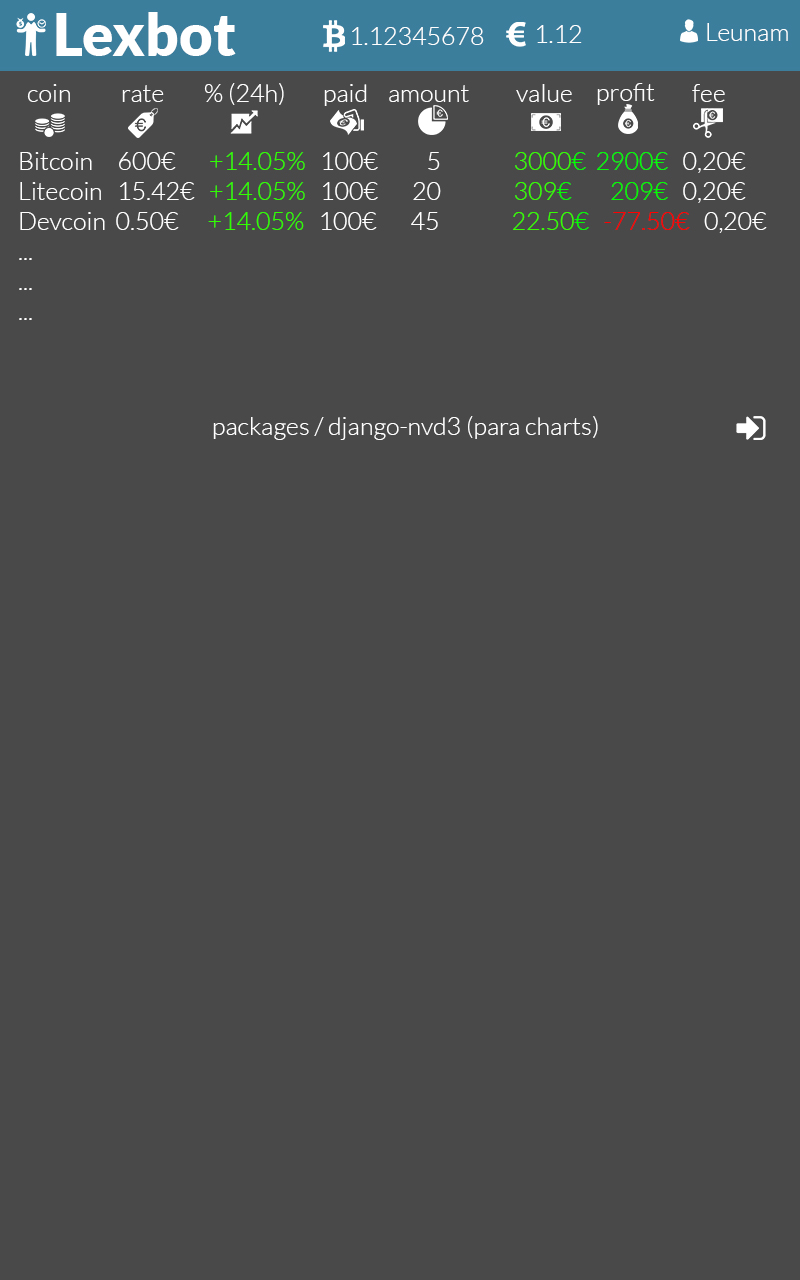 Lexbot 1.12345678 € 1.12 Leunam
coin rate % (24h) paid amount value profit fee
Bitcoin 600€ +14.05% 100€ 5 3000€ 2900€ 0,20€
Litecoin 15.42€ +14.05% 100€ 20 309€ 209€ 0,20€
Devcoin 0.50€ +14.05% 100€ 45 22.50€ -77.50€ 0,20€
...
...
...
packages / django-nvd3 (para charts)